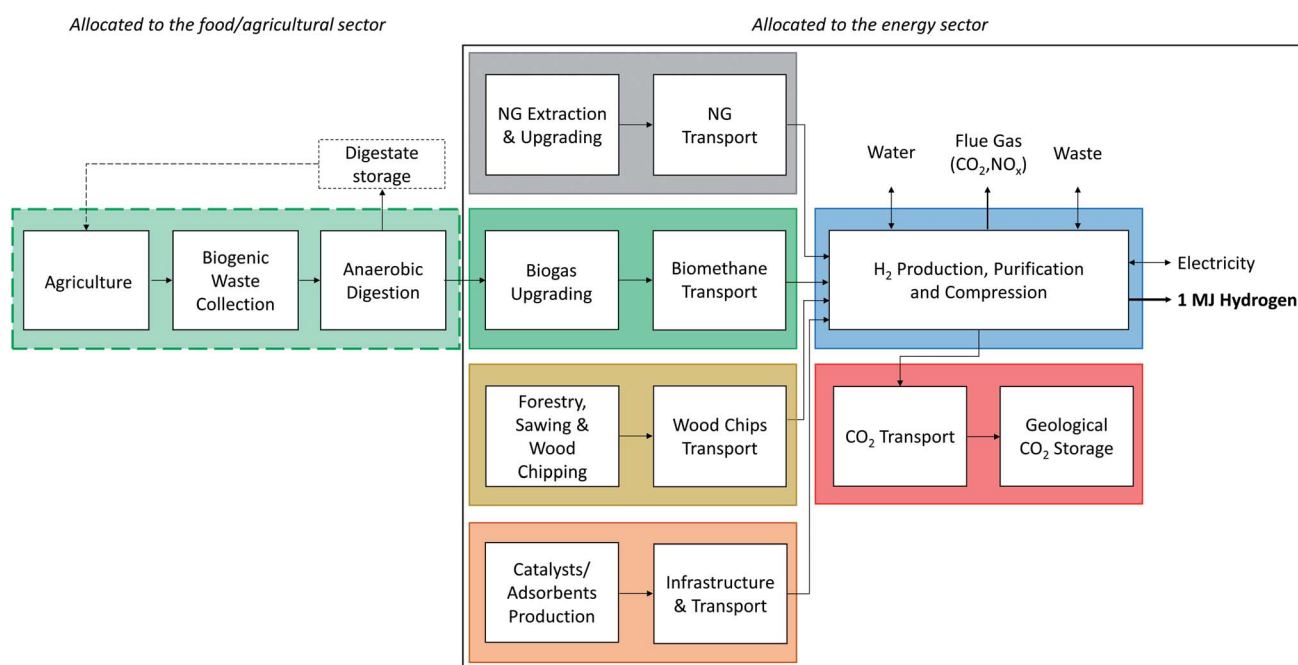 Allocated to the food/agricultural sector
Allocated to the energy sector
NG Extraction
& Upgrading
NG
Transport
Digestate
storage
Water
Flue Gas
(CO₂,NOₓ)
Waste
Agriculture
Biogenic
Waste
Collection
Anaerobic
Digestion
Biogas
Upgrading
Biomethane
Transport
H₂ Production, Purification
and Compression
Electricity
1 MJ Hydrogen
Forestry,
Sawing &
Wood
Chipping
Wood Chips
Transport
CO₂ Transport
Geological
CO₂ Storage
Catalysts/
Adsorbents
Production
Infrastructure
& Transport